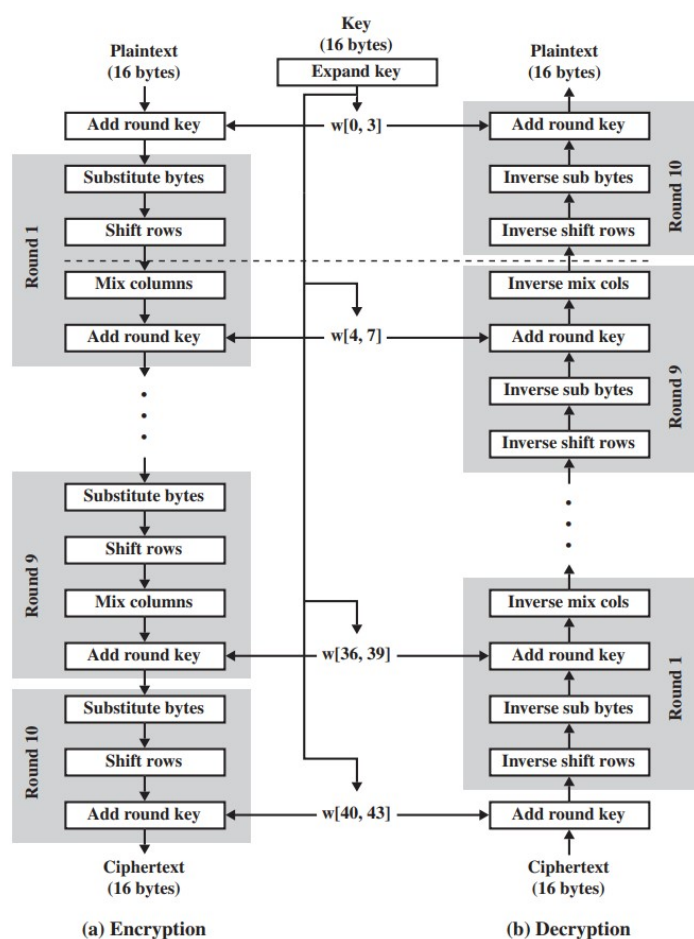 Plaintext
(16 bytes)
Add round key
Substitute bytes
Shift rows
Mix columns
Add round key
Round 1
Substitute bytes
Shift rows
Mix columns
Add round key
Round 9
Substitute bytes
Shift rows
Add round key
Round 10
Ciphertext
(16 bytes)
(a) Encryption
Key
(16 bytes)
Expand key
w[0, 3]
w[4, 7]
w[36, 39]
w[40, 43]
Plaintext
(16 bytes)
Add round key
Inverse sub bytes
Inverse shift rows
Round 10
Inverse mix cols
Add round key
Inverse sub bytes
Inverse shift rows
Round 9
Inverse mix cols
Add round key
Inverse sub bytes
Inverse shift rows
Round 1
Add round key
Ciphertext
(16 bytes)
(b) Decryption